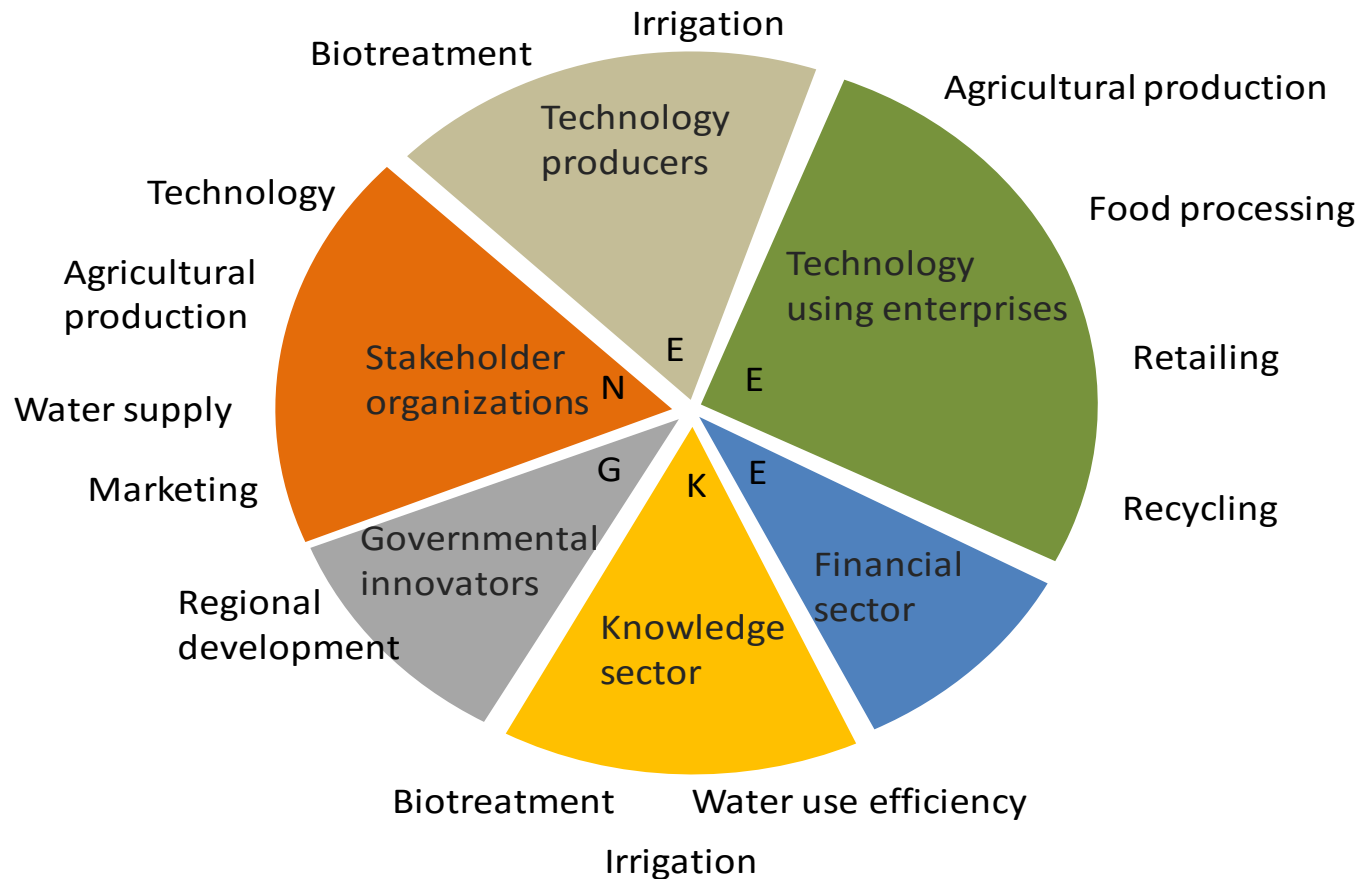 Irrigation
Biotreatment
Agricultural production
Technology
producers
Technology
Food processing
Agricultural
production
Technology
using enterprises
Stakeholder
organizations
E
E
N
Retailing
Water supply
G
K
E
Marketing
Recycling
Governmental
innovators
Financial
sector
Regional
development
Knowledge
sector
Biotreatment
Water use efficiency
Irrigation